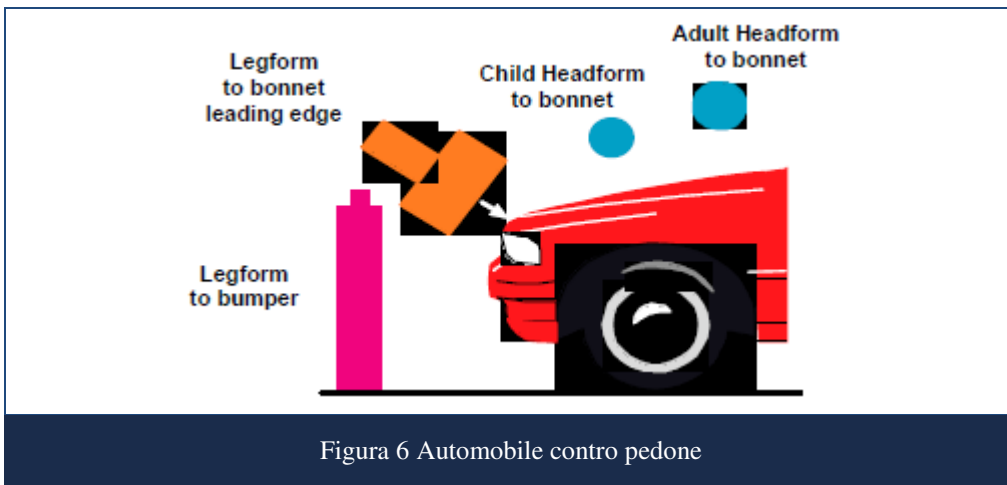 Legform
to bonnet
leading edge
Child Headform
to bonnet
Adult Headform
to bonnet
Legform
to bumper
Figura 6 Automobile contro pedone